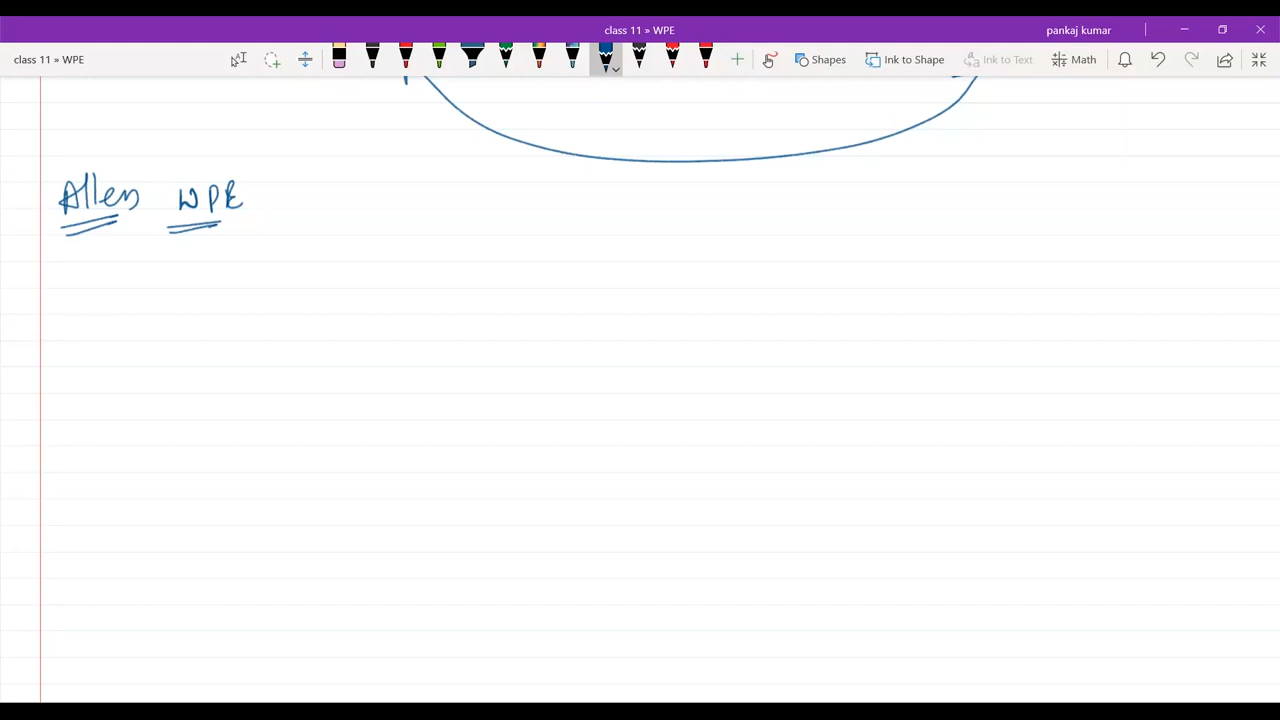 class 11 » WPE
pankaj kumar
class 11 » WPE
Shapes
Ink to Shape
Ink to Text
Math
Allen WPE